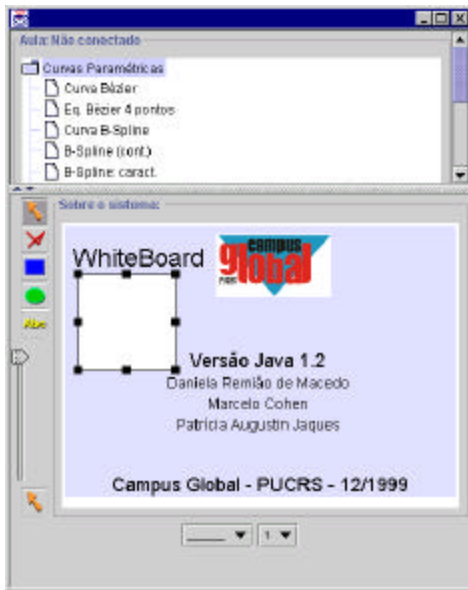 Aula: Não conectado
Curvas Paramétricas
Curva Bézier
Eq. Bézier 4 pontos
Curva B-Spline
B-Spline (cont.)
B-Spline: caract.
Sobre o sistema:
WhiteBoard
campus
global
PUCRS
Abc
Versão Java 1.2
Daniela Remião de Macedo
Marcelo Cohen
Patrícia Augustin Jaques
Campus Global - PUCRS - 12/1999
1